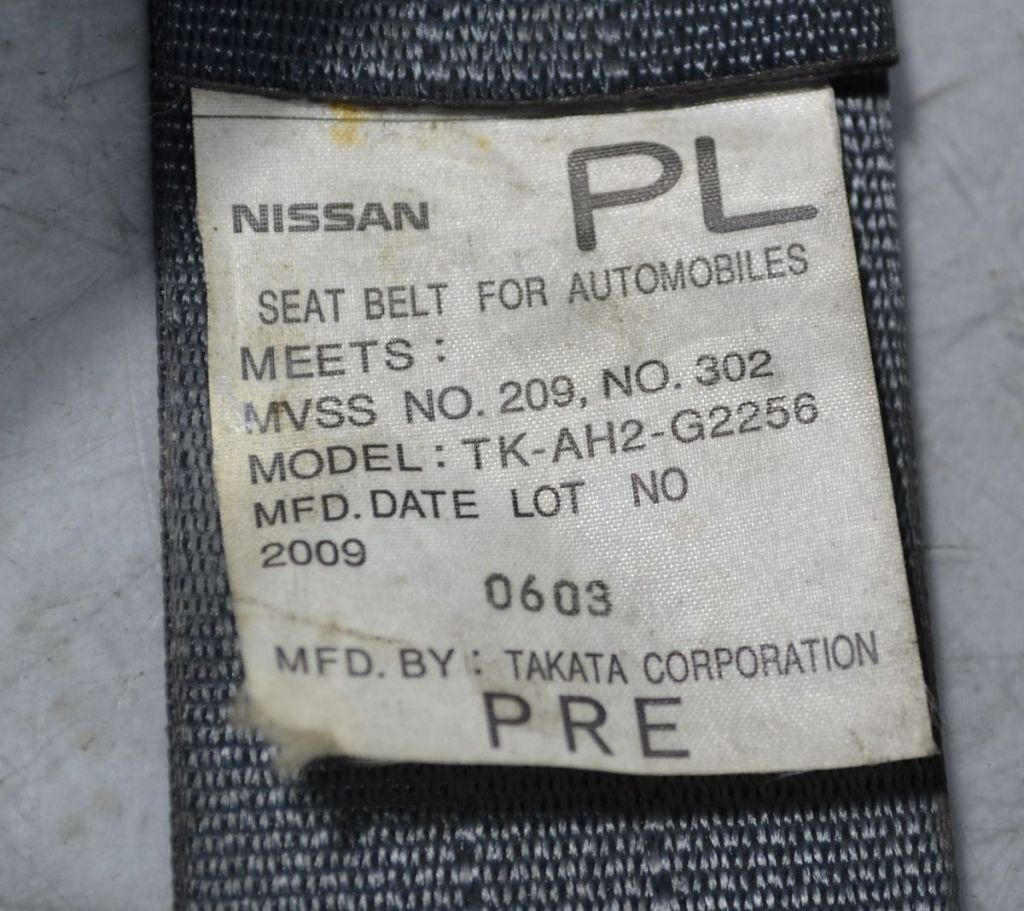 PL
NISSAN
SEAT BELT FOR AUTOMOBILES
MEETS :
MVSS NO. 209, NO. 302
MODEL : TK-AH2-G2256
MFD. DATE LOT NO
2009
0603
MFD. BY : TAKATA CORPORATION
PRE